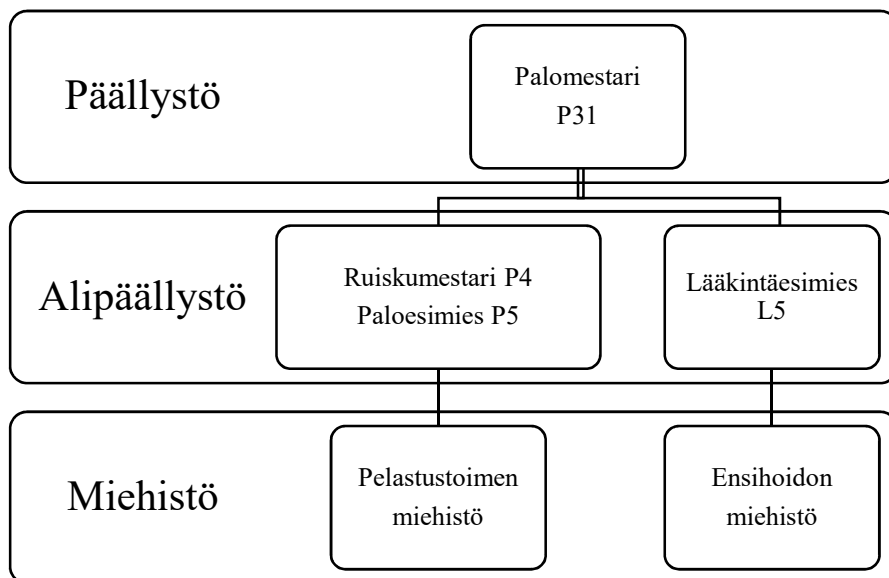 Päällystö
Palomestari
P31
Alipäällystö
Ruiskumestari P4
Paloesimies P5
Lääkintäesimies
L5
Miehistö
Pelastustoimen
miehistö
Ensihoidon
miehistö